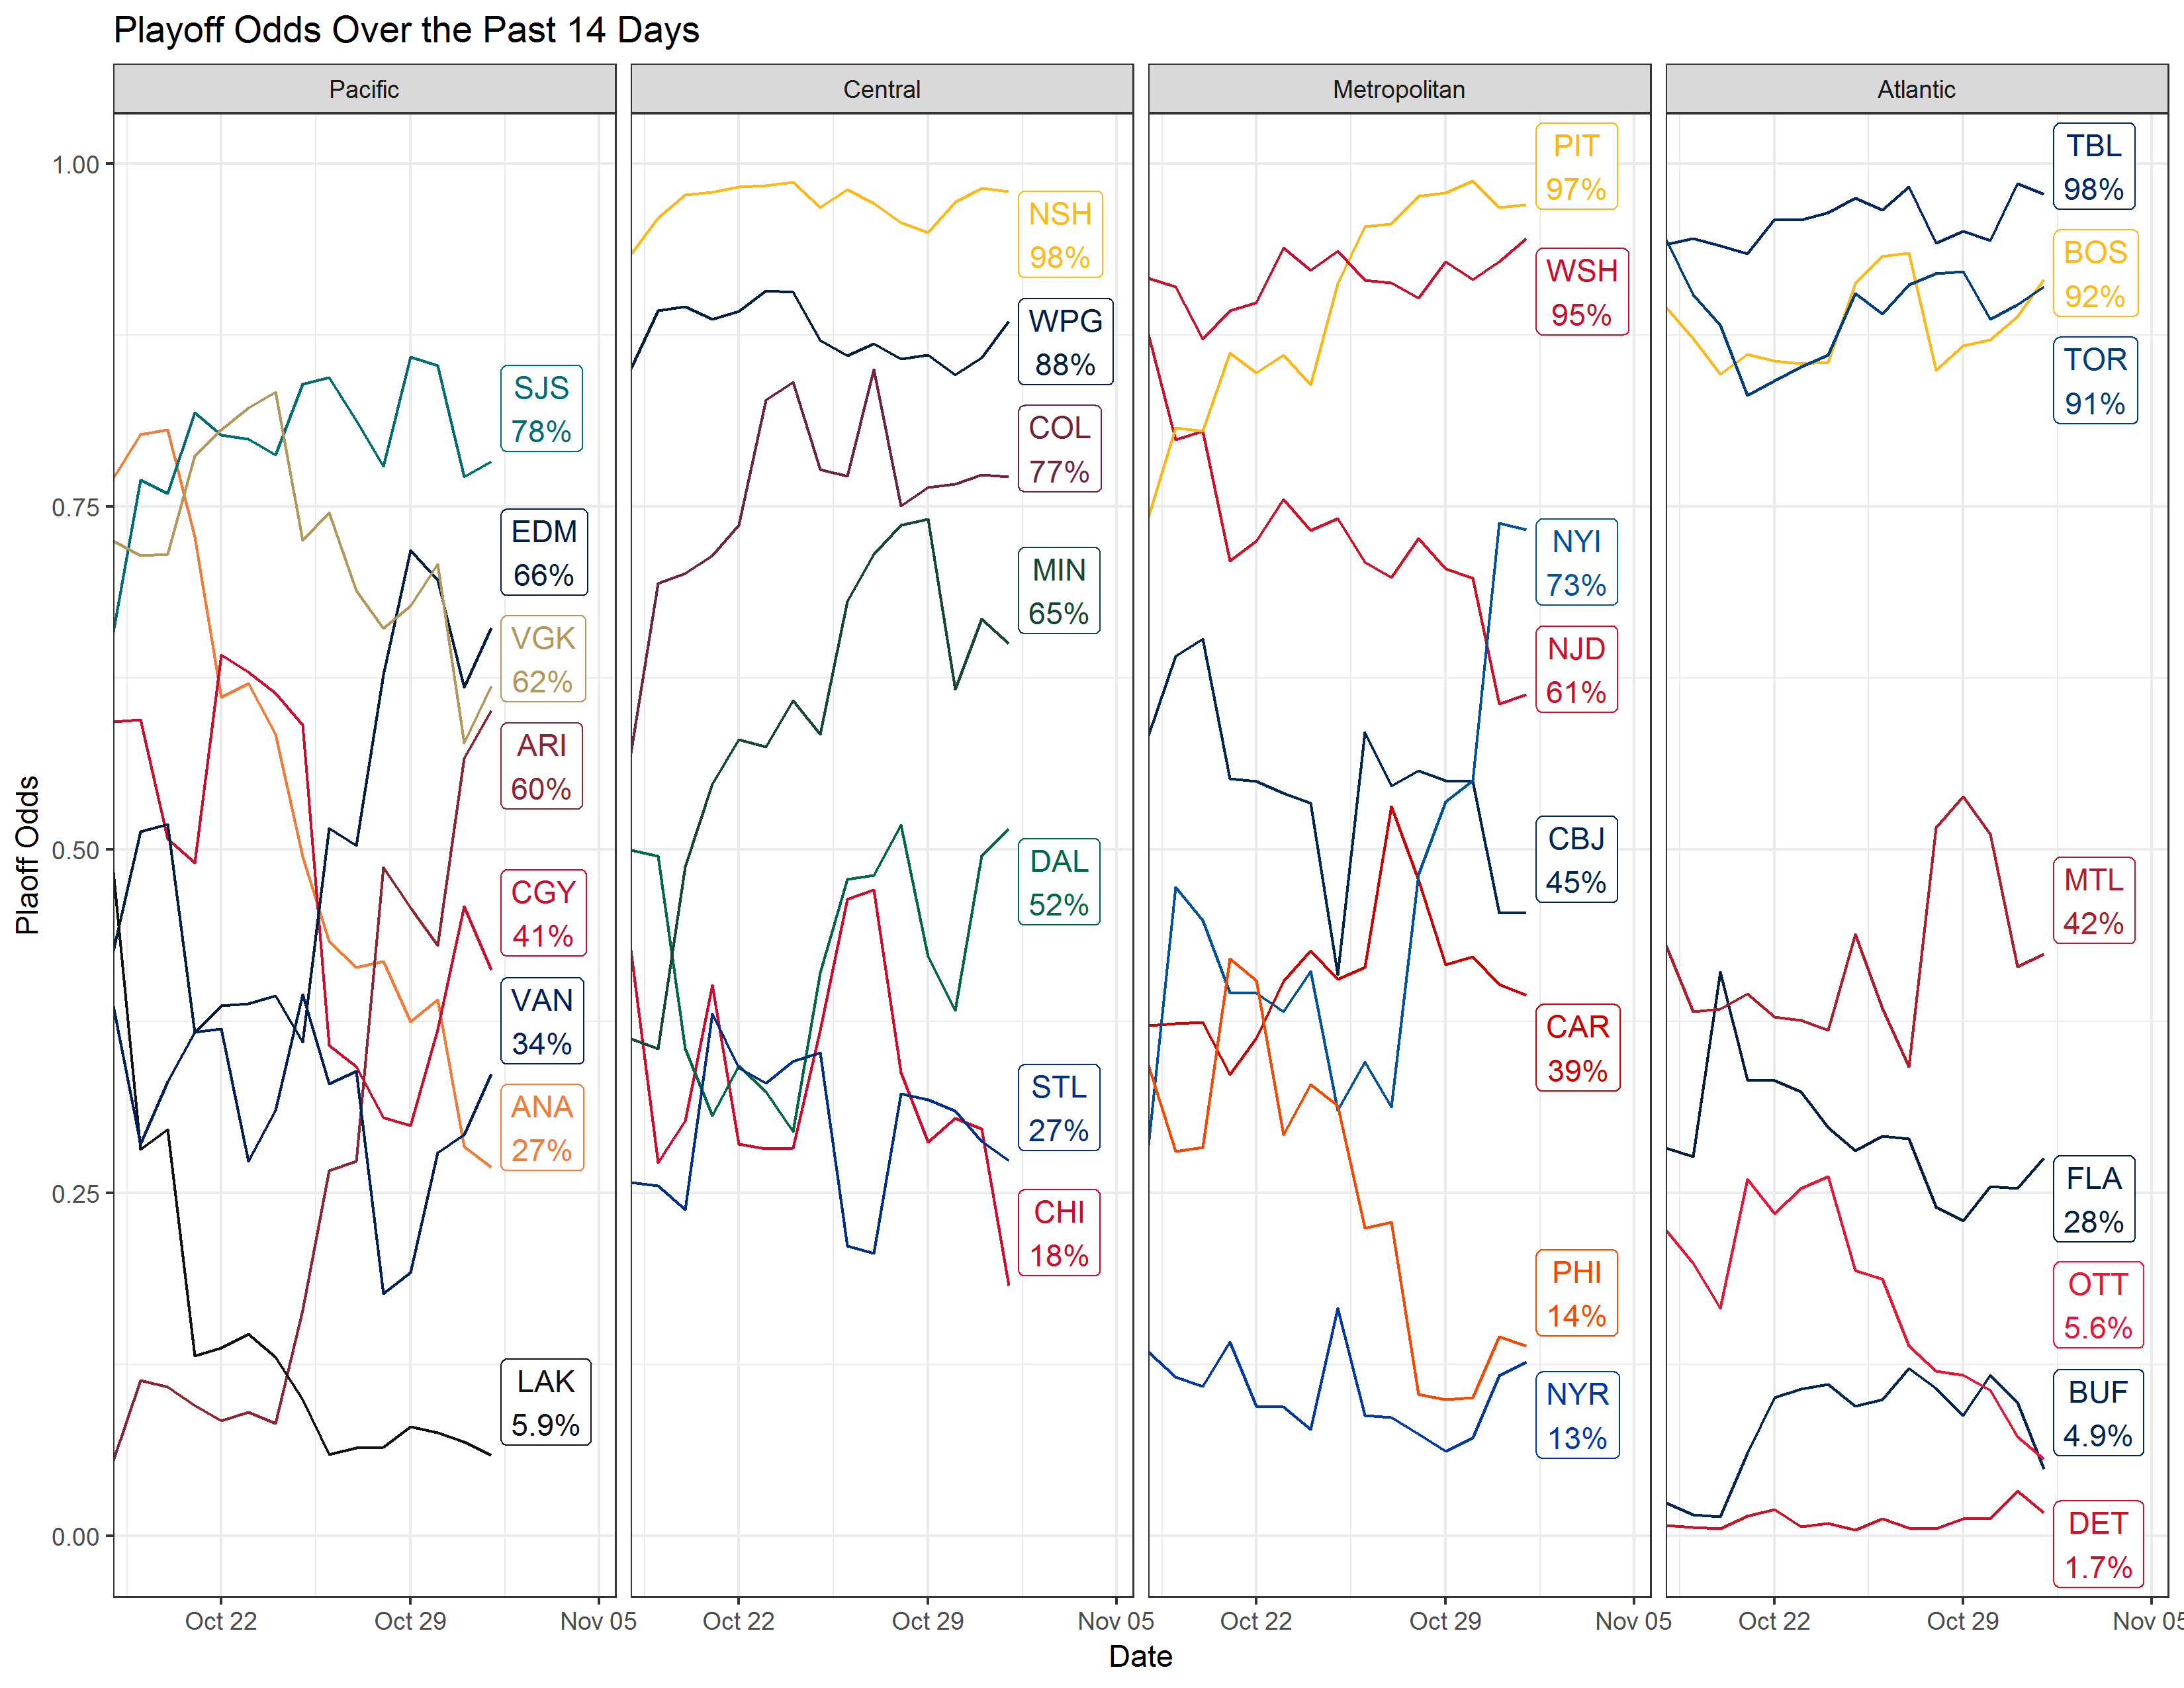 Playoff Odds Over the Past 14 Days
Pacific
Central
Metropolitan
Atlantic
Plaoff Odds
1.00
0.75
0.50
0.25
0.00
SJS
78%
EDM
66%
VGK
62%
ARI
60%
CGY
41%
VAN
34%
ANA
27%
LAK
5.9%
NSH
98%
WPG
88%
COL
77%
MIN
65%
DAL
52%
STL
27%
CHI
18%
PIT
97%
WSH
95%
NYI
73%
NJD
61%
CBJ
45%
CAR
39%
PHI
14%
NYR
13%
TBL
98%
BOS
92%
TOR
91%
MTL
42%
FLA
28%
OTT
5.6%
BUF
4.9%
DET
1.7%
Oct 22 Oct 29 Nov 05 Oct 22 Oct 29 Nov 05 Oct 22 Oct 29 Nov 05 Oct 22 Oct 29 Nov 05
Date